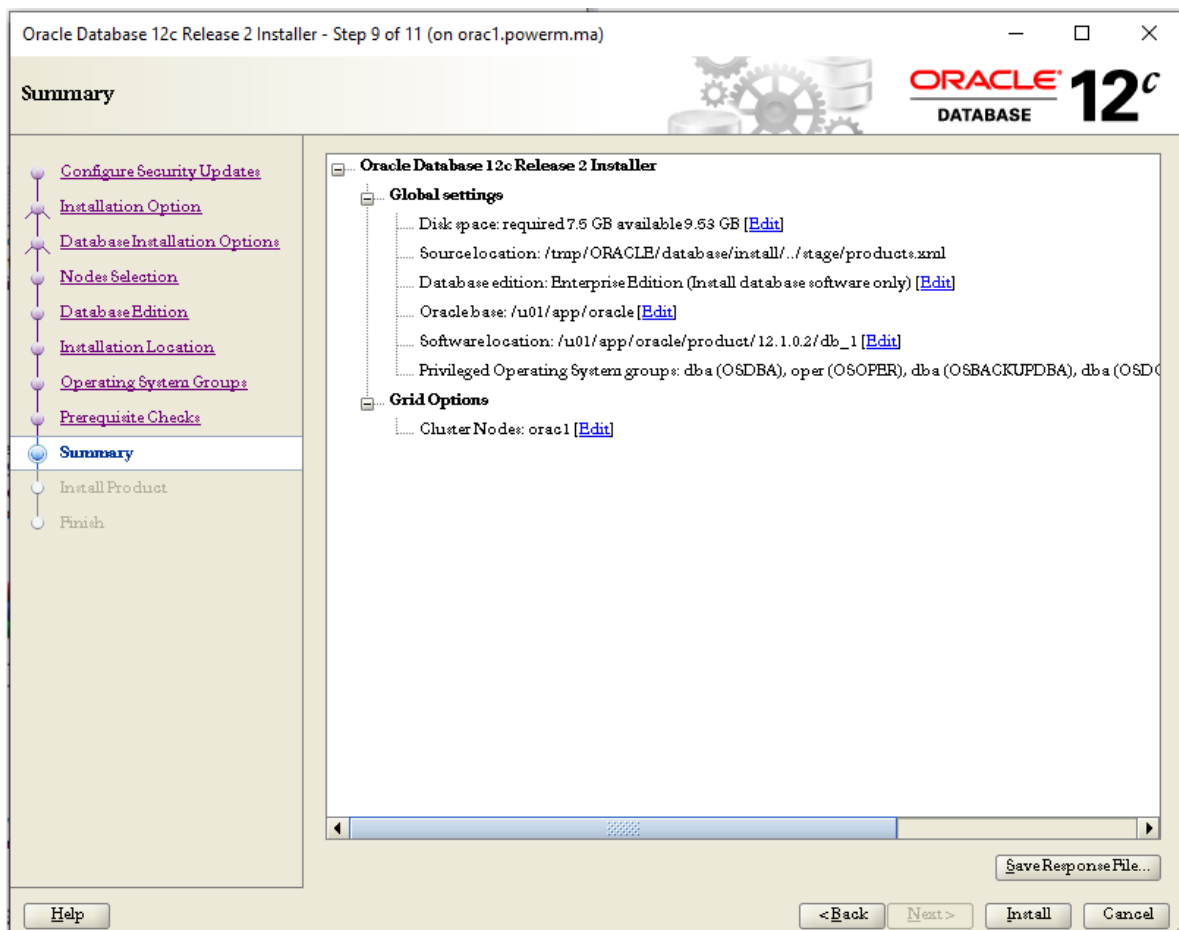 Oracle Database 12c Release 2 Installer - Step 9 of 11 (on orac1.powerm.ma)
Summary
ORACLE
DATABASE
12c
Configure Security Updates
Installation Option
Database Installation Options
Nodes Selection
Database Edition
Installation Location
Operating System Groups
Prerequisite Checks
Summary
Install Product
Finish
Oracle Database 12c Release 2 Installer
Global settings
Disk space: required 7.5 GB available 9.53 GB [Edit]
Source location: /tmp/ORACLE/database/install/../stage/products.xml
Database edition: Enterprise Edition (Install database software only) [Edit]
Oracle base: /u01/app/oracle [Edit]
Software location: /u01/app/oracle/product/12.1.0.2/db_1 [Edit]
Privileged Operating System groups: dba (OSDBA), oper (OSOPER), dba (OSBACKUPDBA), dba (OSDG
Grid Options
Cluster Nodes: orac1 [Edit]
Save Response File...
Help
< Back
Next >
Install
Cancel